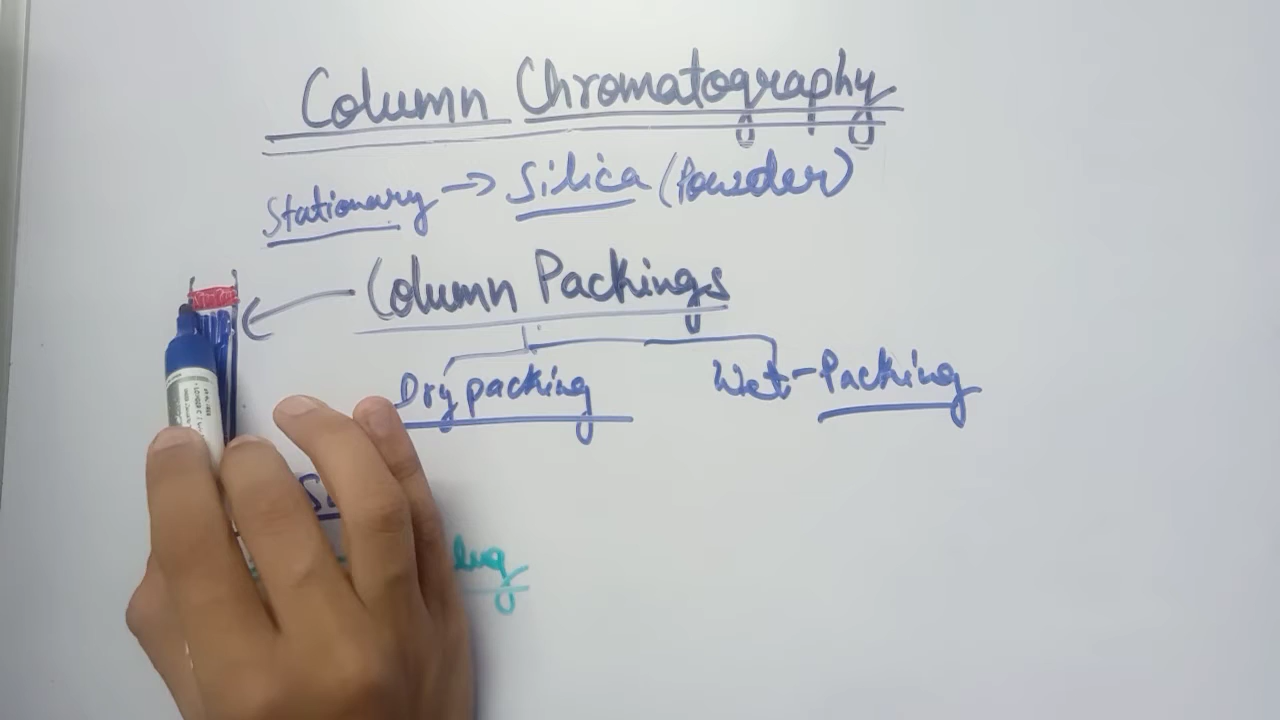 Column Chromatography
Stationary → Silica (Powder)
Column Packings
Dry packing
Wet-Packing